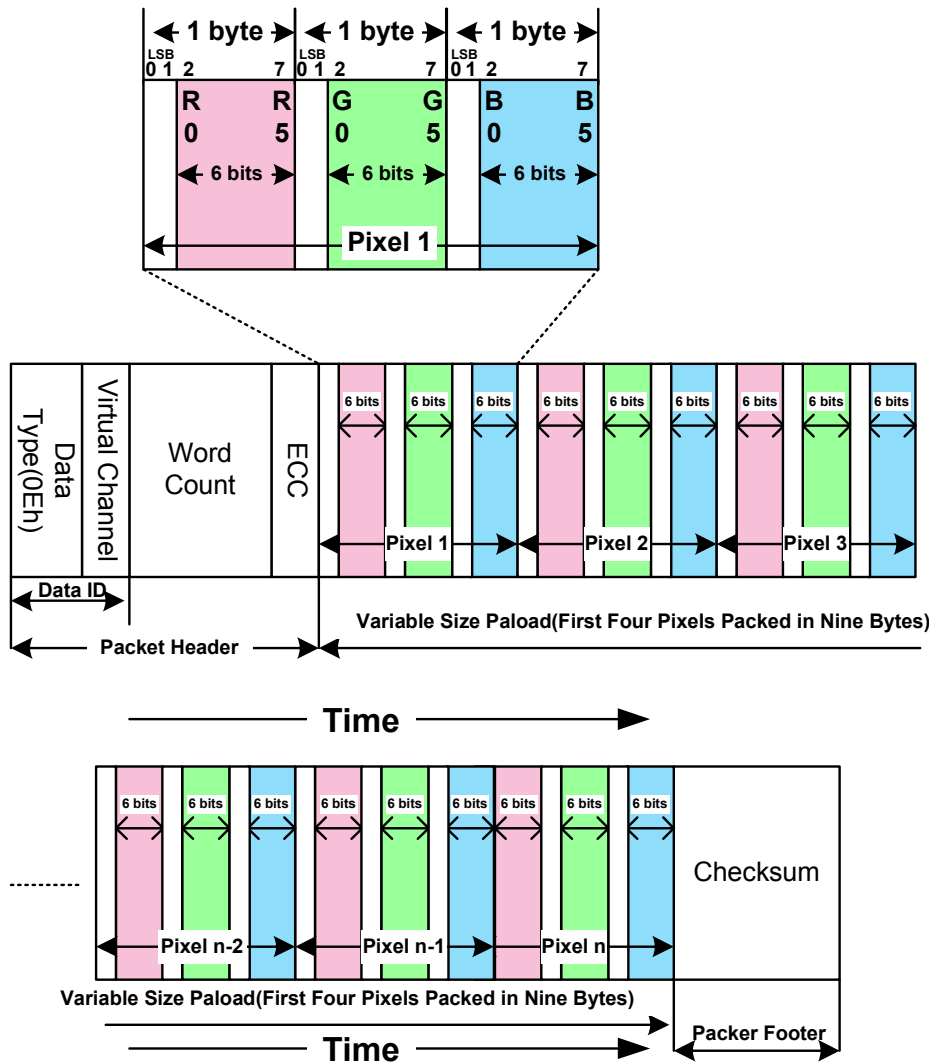 1 byte 1 byte 1 byte
LSB LSB LSB
0 1 2 7 0 1 2 7 0 1 2 7
R R G G B B
0 5 0 5 0 5
6 bits 6 bits 6 bits
Pixel 1
Data Type(0Eh)
Virtual Channel
Word Count
ECC
6 bits 6 bits 6 bits 6 bits 6 bits 6 bits 6 bits 6 bits 6 bits
Pixel 1 Pixel 2 Pixel 3
Data ID
Variable Size Paload(First Four Pixels Packed in Nine Bytes)
Packet Header
Time
6 bits 6 bits 6 bits 6 bits 6 bits 6 bits 6 bits 6 bits 6 bits
Checksum
Pixel n-2 Pixel n-1 Pixel n
Variable Size Paload(First Four Pixels Packed in Nine Bytes)
Packer Footer
Time